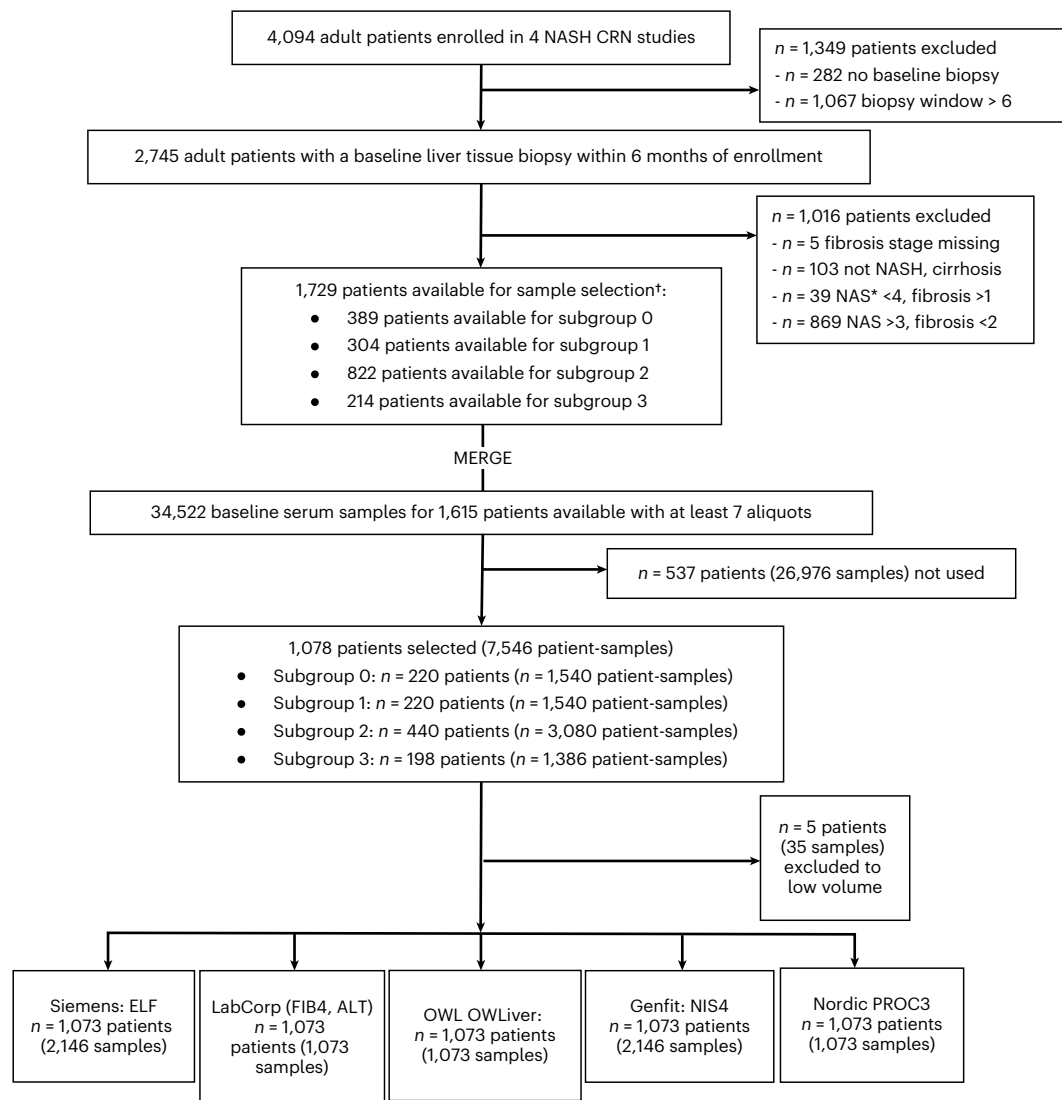 4,094 adult patients enrolled in 4 NASH CRN studies
n = 1,349 patients excluded
- n = 282 no baseline biopsy
- n = 1,067 biopsy window > 6
2,745 adult patients with a baseline liver tissue biopsy within 6 months of enrollment
n = 1,016 patients excluded
- n = 5 fibrosis stage missing
- n = 103 not NASH, cirrhosis
- n = 39 NAS* <4, fibrosis >1
- n = 869 NAS >3, fibrosis <2
1,729 patients available for sample selection†:
● 389 patients available for subgroup 0
● 304 patients available for subgroup 1
● 822 patients available for subgroup 2
● 214 patients available for subgroup 3
MERGE
34,522 baseline serum samples for 1,615 patients available with at least 7 aliquots
n = 537 patients (26,976 samples) not used
1,078 patients selected (7,546 patient-samples)
● Subgroup 0: n = 220 patients (n = 1,540 patient-samples)
● Subgroup 1: n = 220 patients (n = 1,540 patient-samples)
● Subgroup 2: n = 440 patients (n = 3,080 patient-samples)
● Subgroup 3: n = 198 patients (n = 1,386 patient-samples)
n = 5 patients
(35 samples)
excluded to
low volume
Siemens: ELF
n = 1,073 patients
(2,146 samples)
LabCorp (FIB4, ALT)
n = 1,073
patients (1,073
samples)
OWL OWLiver:
n = 1,073 patients
(1,073 samples)
Genfit: NIS4
n = 1,073 patients
(2,146 samples)
Nordic PROC3
n = 1,073 patients
(1,073 samples)